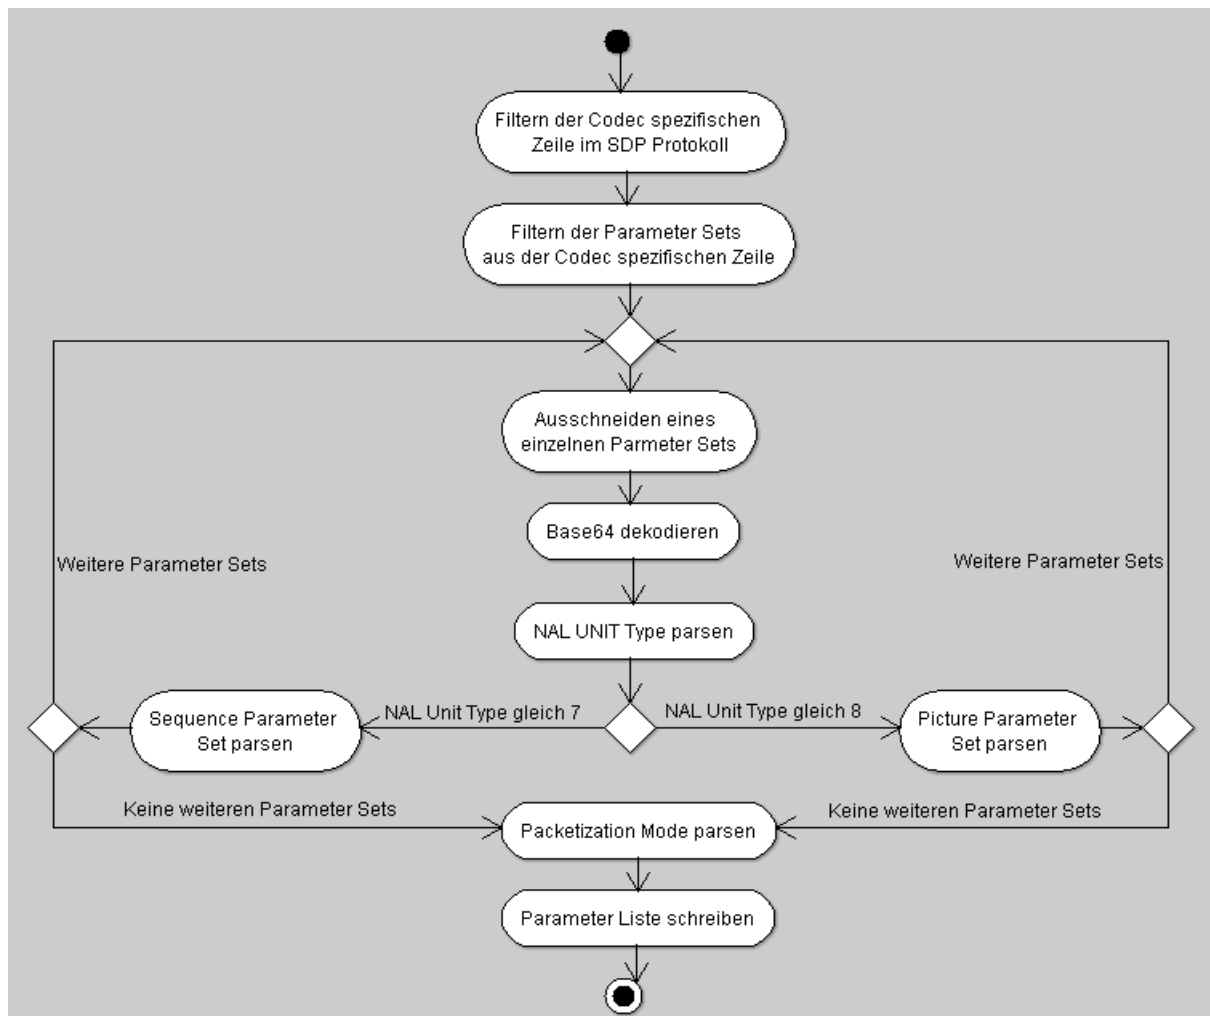 Filtern der Codec spezifischen
Zeile im SDP Protokoll
Filtern der Parameter Sets
aus der Codec spezifischen Zeile
Ausschneiden eines
einzelnen Parmeter Sets
Base64 dekodieren
Weitere Parameter Sets
Weitere Parameter Sets
NAL UNIT Type parsen
Sequence Parameter
Set parsen
NAL Unit Type gleich 7
NAL Unit Type gleich 8
Picture Parameter
Set parsen
Keine weiteren Parameter Sets
Keine weiteren Parameter Sets
Packetization Mode parsen
Parameter Liste schreiben